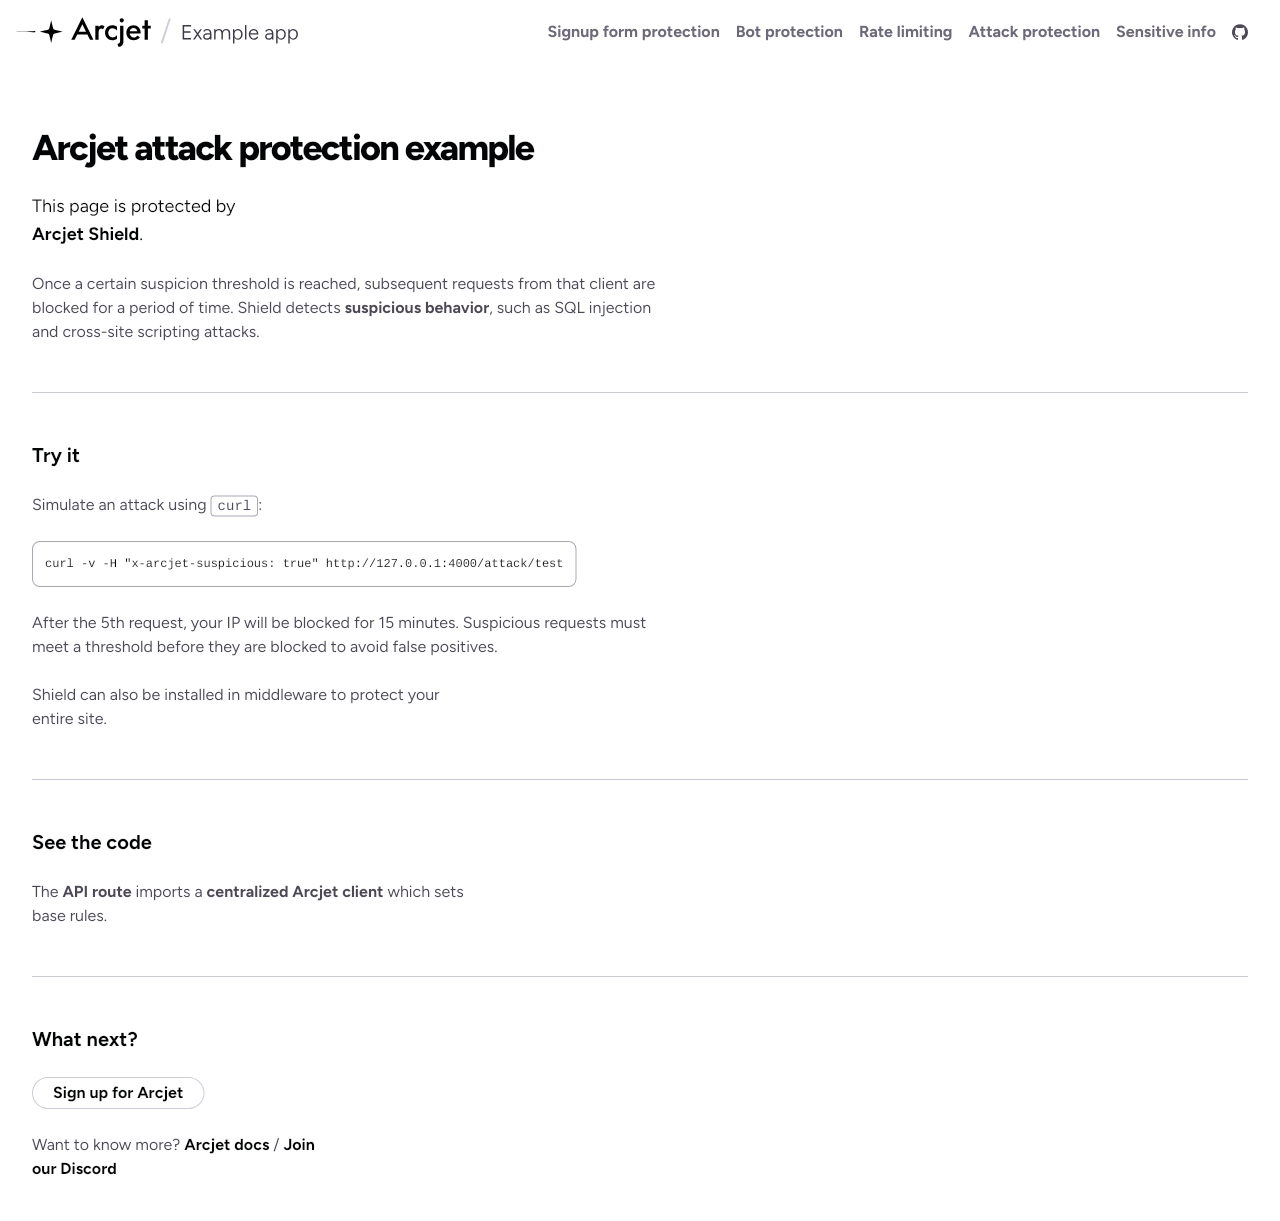 Arcjet / Example app
Signup form protection Bot protection Rate limiting Attack protection Sensitive info
Arcjet attack protection example
This page is protected by
Arcjet Shield.
Once a certain suspicion threshold is reached, subsequent requests from that client are
blocked for a period of time. Shield detects suspicious behavior, such as SQL injection
and cross-site scripting attacks.
Try it
Simulate an attack using curl:
curl -v -H "x-arcjet-suspicious: true" http://127.0.0.1:4000/attack/test
After the 5th request, your IP will be blocked for 15 minutes. Suspicious requests must
meet a threshold before they are blocked to avoid false positives.
Shield can also be installed in middleware to protect your
entire site.
See the code
The API route imports a centralized Arcjet client which sets
base rules.
What next?
Sign up for Arcjet
Want to know more? Arcjet docs / Join
our Discord